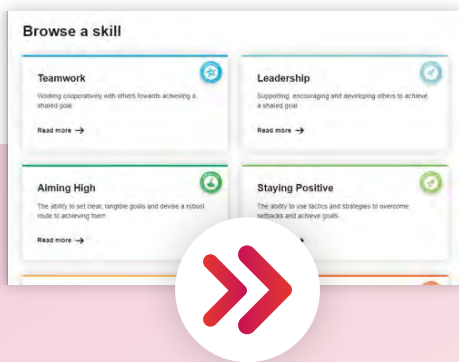 Browse a skill
Teamwork
Working cooperatively with others towards achieving a
shared goal
Read more →
Leadership
Supporting, encouraging and developing others to achieve
a shared goal
Read more →
Aiming High
The ability to set clear, tangible goals and devise a robust
route to achieving them
Read more →
Staying Positive
The ability to use tactics and strategies to overcome
setbacks and achieve goals